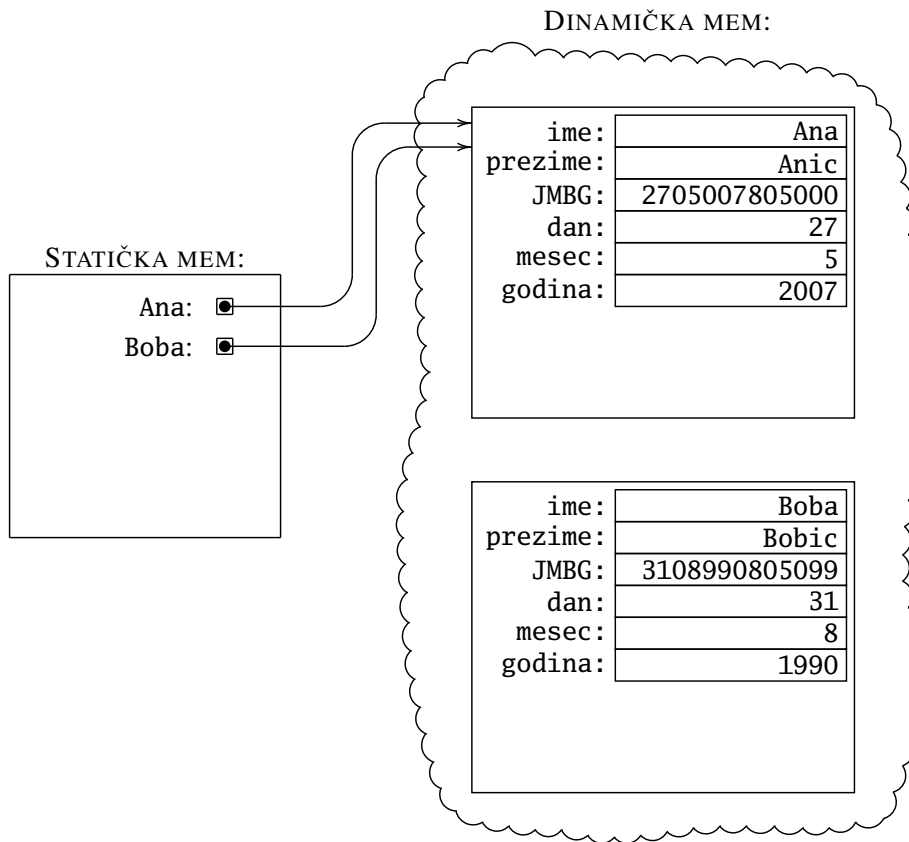 DINAMIČKA MEM:
ime: Ana
prezime: Anic
JMBG: 2705007805000
dan: 27
mesec: 5
godina: 2007
STATIČKA MEM:
Ana:
Boba:
ime: Boba
prezime: Bobic
JMBG: 3108990805099
dan: 31
mesec: 8
godina: 1990